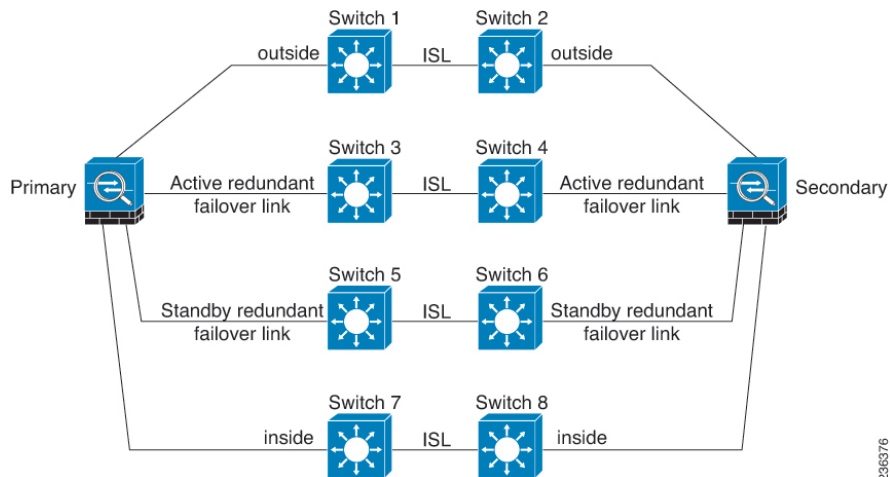 Switch 1
Switch 2
outside
ISL
outside
Switch 3
Switch 4
Primary
Active redundant
failover link
ISL
Active redundant
failover link
Secondary
Switch 5
Switch 6
Standby redundant
failover link
ISL
Standby redundant
failover link
Switch 7
Switch 8
inside
ISL
inside
236376